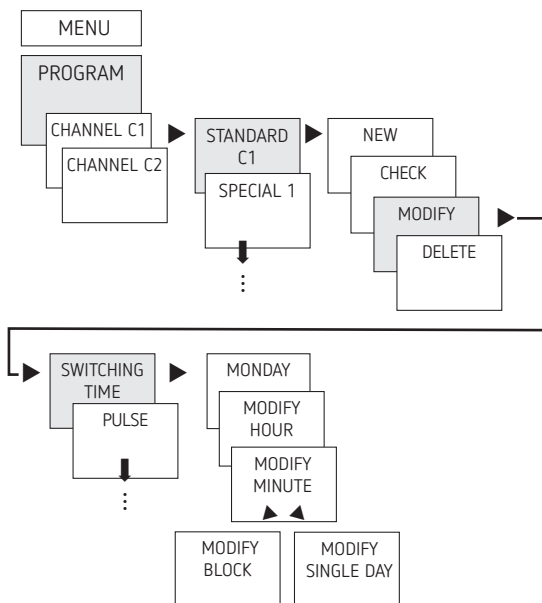 MENU
PROGRAM
CHANNEL C1
CHANNEL C2
STANDARD
C1
SPECIAL 1
NEW
CHECK
MODIFY
DELETE
SWITCHING
TIME
PULSE
MONDAY
MODIFY
HOUR
MODIFY
MINUTE
MODIFY
BLOCK
MODIFY
SINGLE DAY